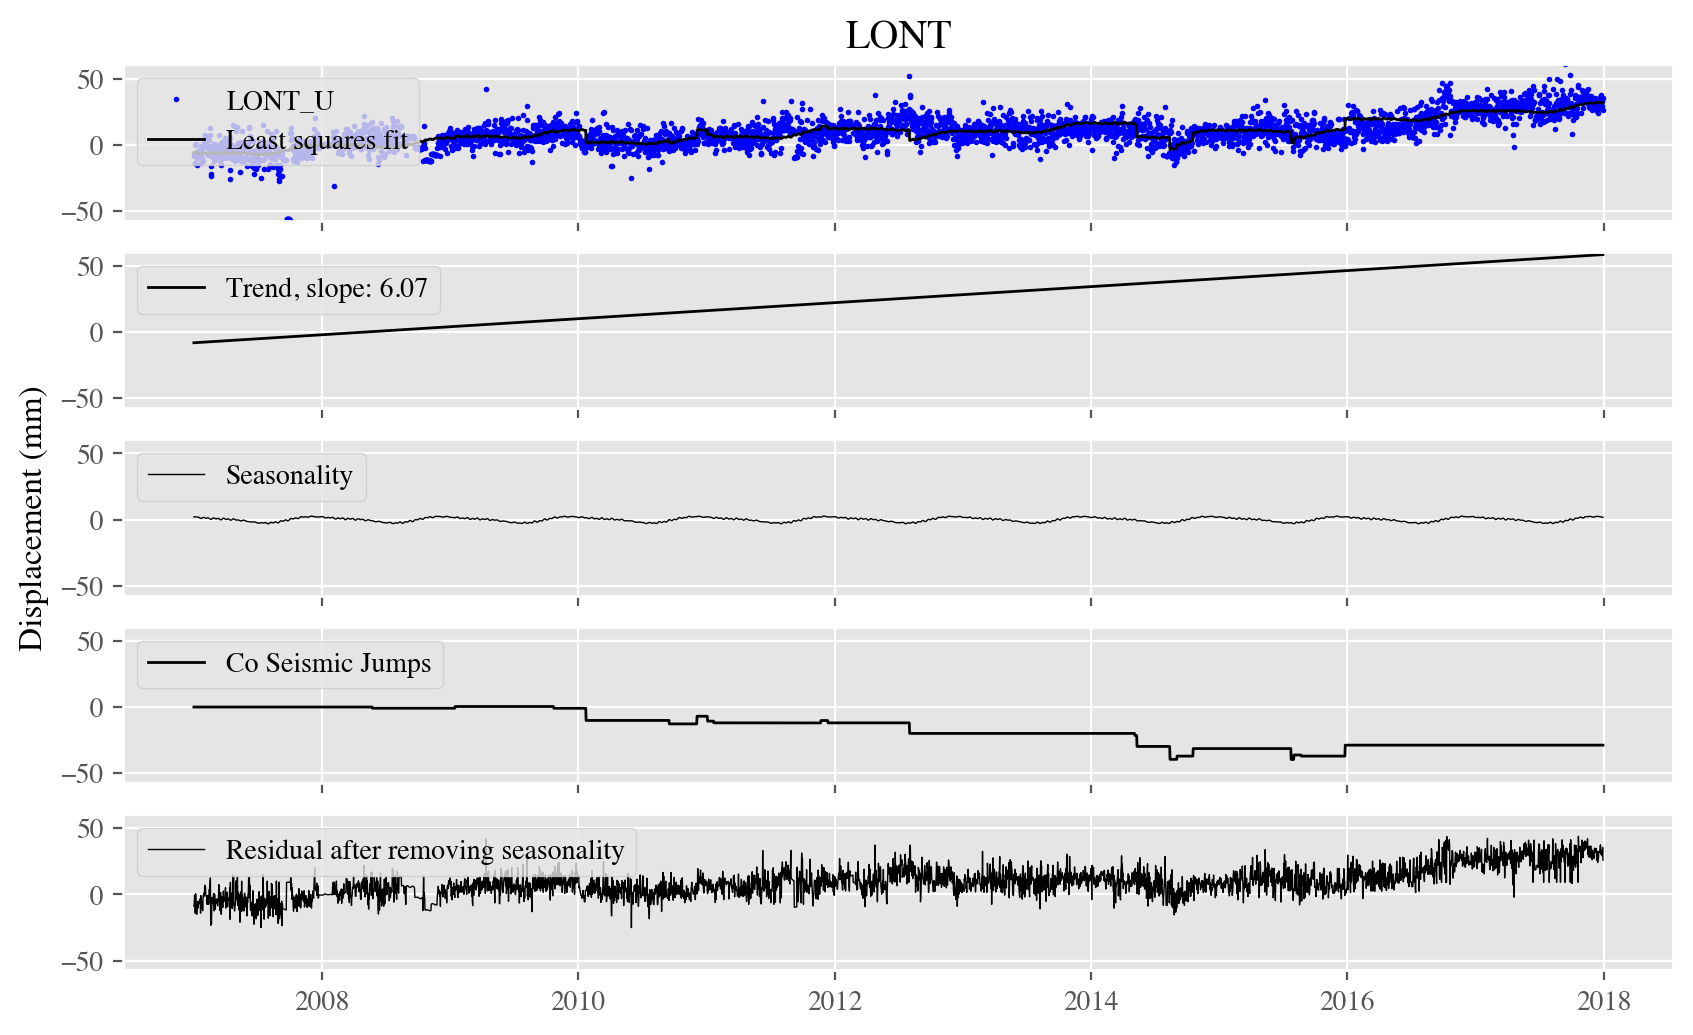 LONT
50
0
−50
LONT_U
Least squares fit
50
0
−50
Trend, slope: 6.07
Displacement (mm)
50
0
−50
Seasonality
50
0
−50
Co Seismic Jumps
50
0
−50
Residual after removing seasonality
2008 2010 2012 2014 2016 2018